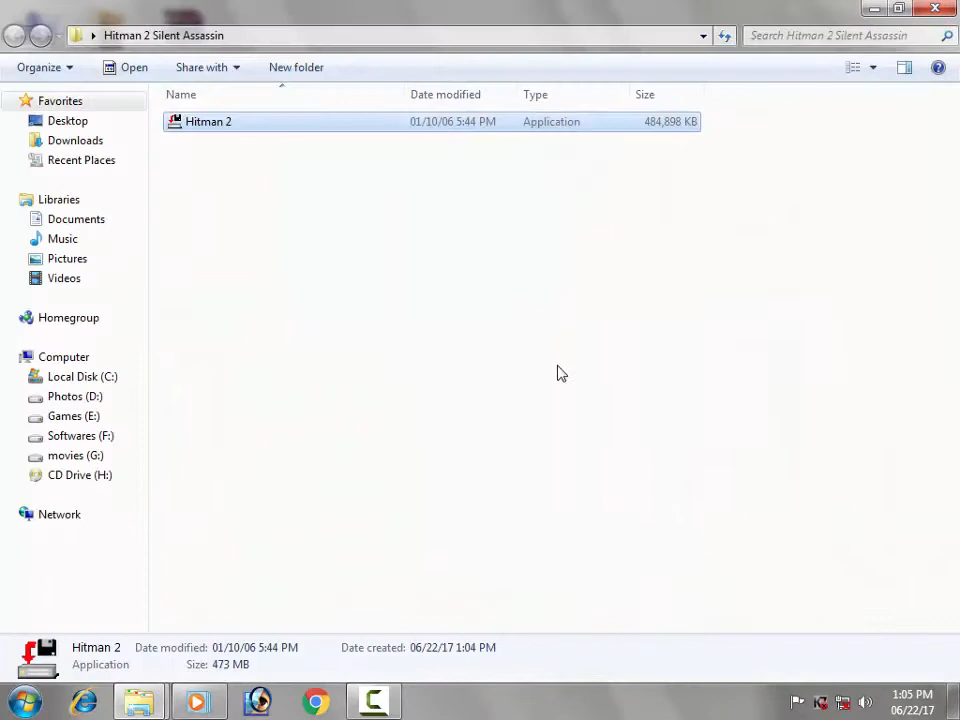 Hitman 2 Silent Assassin
Search Hitman 2 Silent Assassin
Organize Open Share with New folder
Name Date modified Type Size
Hitman 2 01/10/06 5:44 PM Application 484,898 KB
Favorites
Desktop
Downloads
Recent Places
Libraries
Documents
Music
Pictures
Videos
Homegroup
Computer
Local Disk (C:)
Photos (D:)
Games (E:)
Softwares (F:)
movies (G:)
CD Drive (H:)
Network
Hitman 2 Date modified: 01/10/06 5:44 PM Date created: 06/22/17 1:04 PM
Application Size: 473 MB
1:05 PM
06/22/17